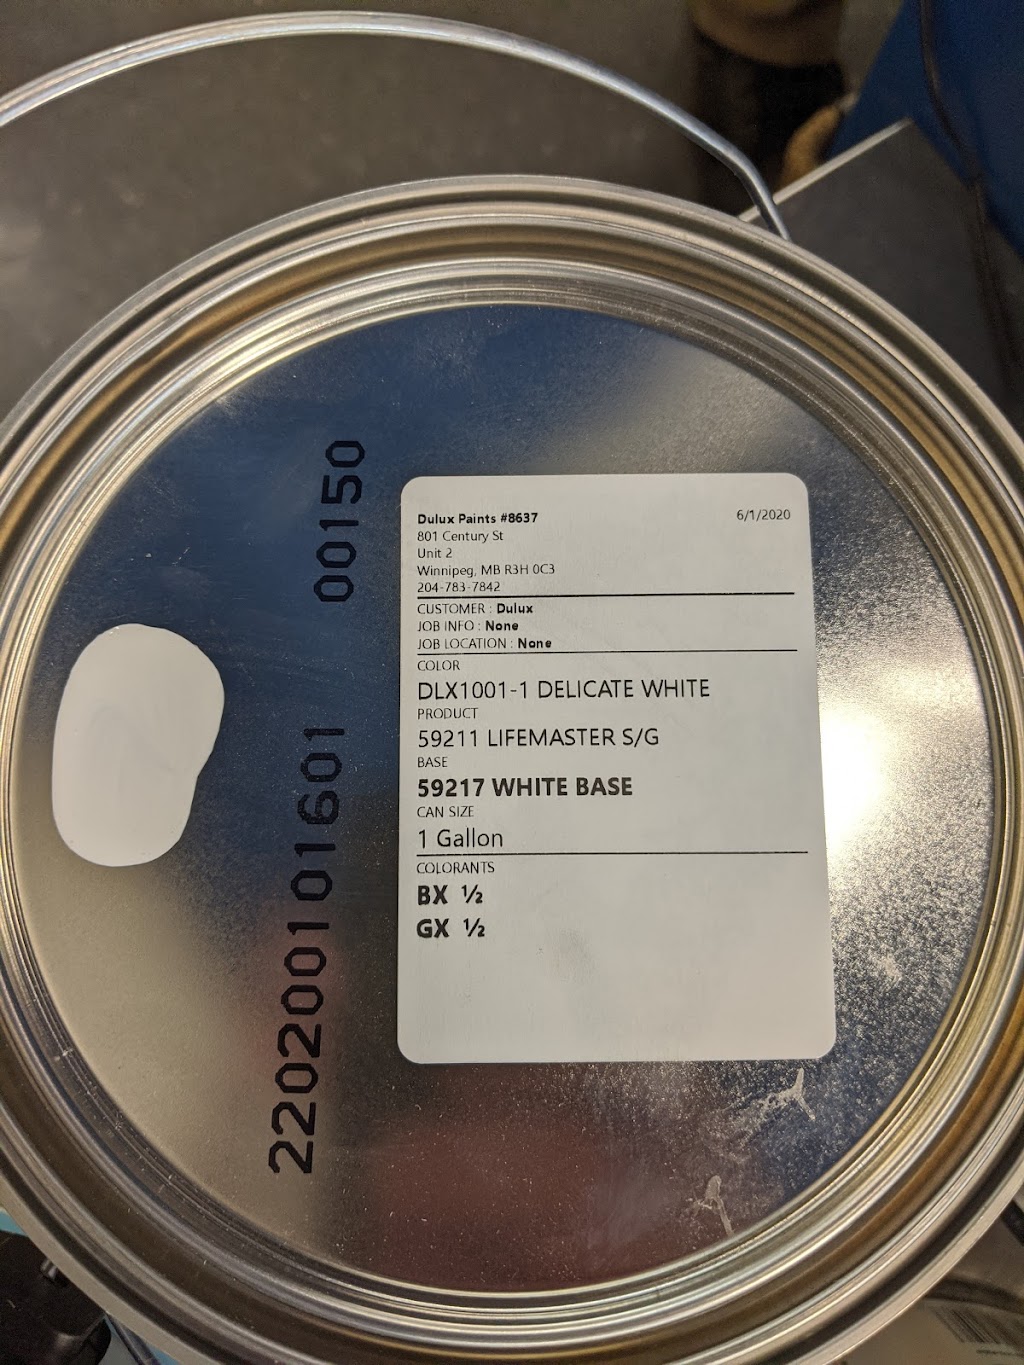 Dulux Paints #8637
6/1/2020
801 Century St
Unit 2
Winnipeg, MB R3H 0C3
204-783-7842
CUSTOMER : Dulux
JOB INFO : None
JOB LOCATION : None
COLOR
DLX1001-1 DELICATE WHITE
PRODUCT
59211 LIFEMASTER S/G
BASE
59217 WHITE BASE
CAN SIZE
1 Gallon
COLORANTS
BX ½
GX ½
220200101601 00150